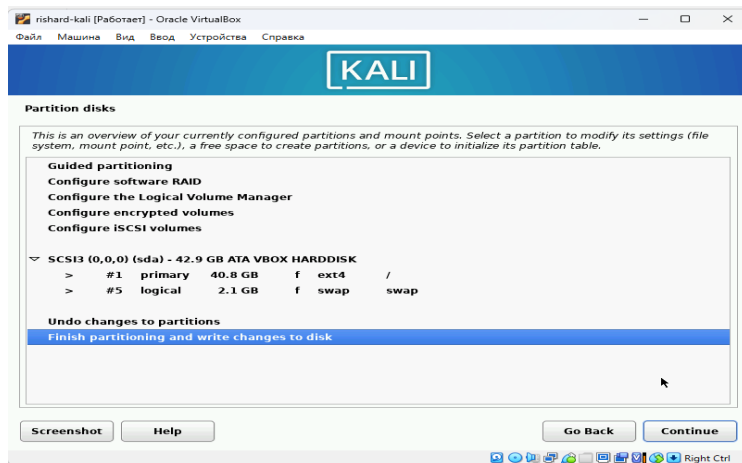 rishard-kali [Работает] - Oracle VirtualBox
Файл Машина Вид Ввод Устройства Справка
KALI
Partition disks
This is an overview of your currently configured partitions and mount points. Select a partition to modify its settings (file
system, mount point, etc.), a free space to create partitions, or a device to initialize its partition table.
Guided partitioning
Configure software RAID
Configure the Logical Volume Manager
Configure encrypted volumes
Configure iSCSI volumes
SCSI3 (0,0,0) (sda) - 42.9 GB ATA VBOX HARDDISK
> #1 primary 40.8 GB f ext4 /
> #5 logical 2.1 GB f swap swap
Undo changes to partitions
Finish partitioning and write changes to disk
Screenshot Help Go Back Continue
Right Ctrl